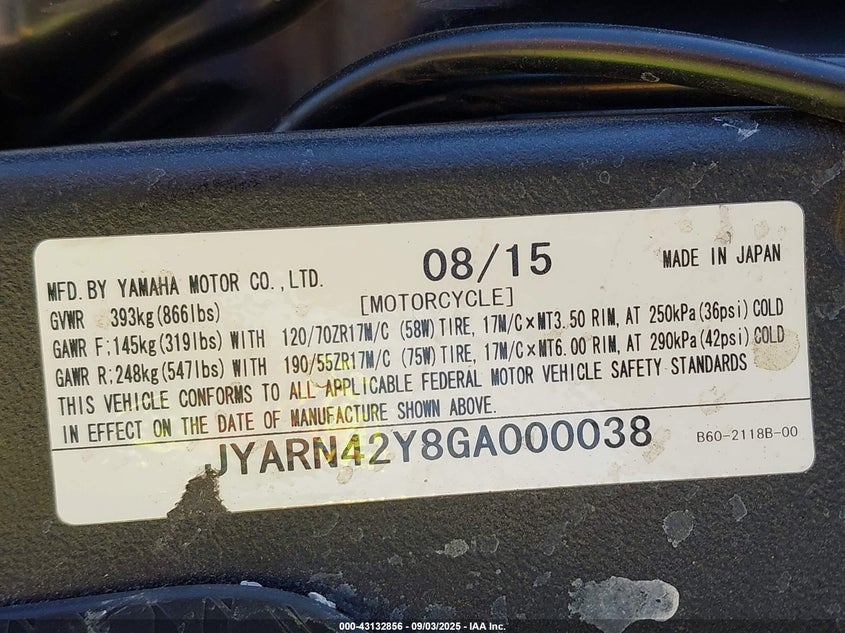 MFD. BY YAMAHA MOTOR CO., LTD. 08/15 MADE IN JAPAN
[MOTORCYCLE]
GVWR 393kg(866lbs)
GAWR F:145kg(319lbs) WITH 120/70ZR17M/C (58W) TIRE, 17M/C×MT3.50 RIM, AT 250kPa(36psi) COLD
GAWR R:248kg(547lbs) WITH 190/55ZR17M/C (75W) TIRE, 17M/C×MT6.00 RIM, AT 290kPa(42psi) COLD
THIS VEHICLE CONFORMS TO ALL APPLICABLE FEDERAL MOTOR VEHICLE SAFETY STANDARDS
IN EFFECT ON THE DATE OF MANUFACTURE SHOWN ABOVE.
JYARN42Y8GA000038 B60-2118B-00
000-43132856 - 09/03/2025 - IAA Inc.